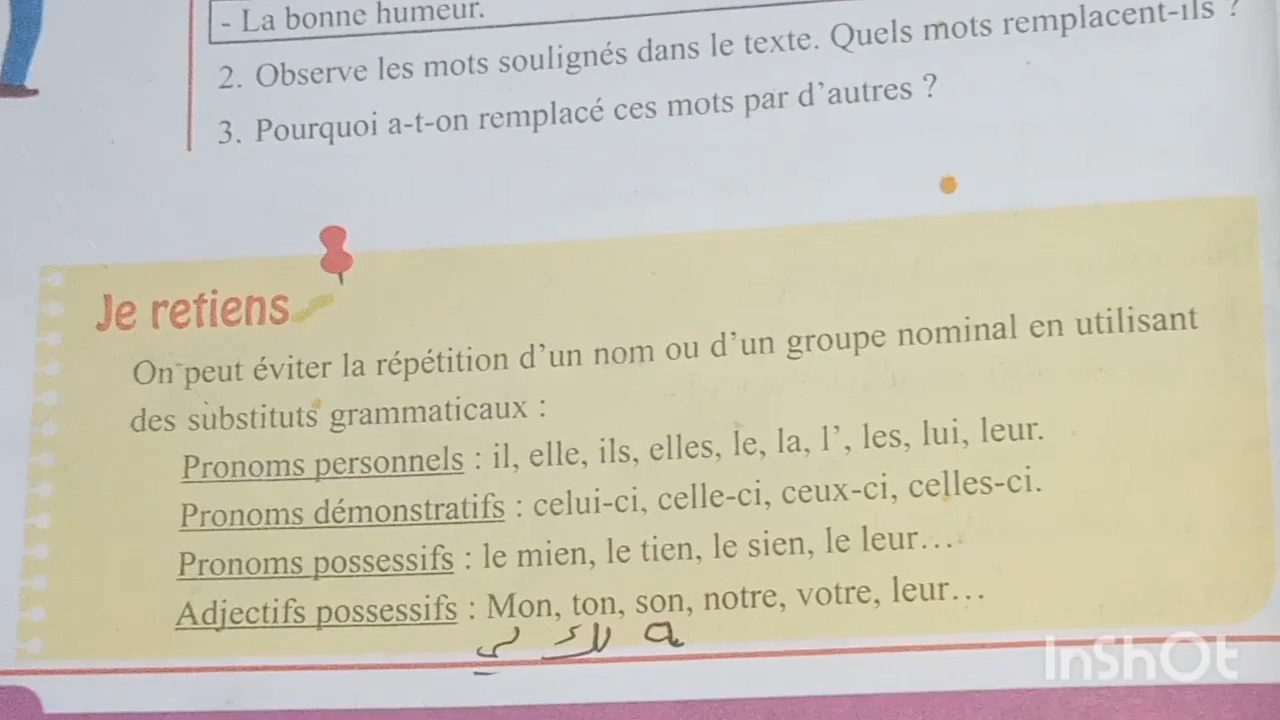 - La bonne humeur.
2. Observe les mots soulignés dans le texte. Quels mots remplacent-ils ?
3. Pourquoi a-t-on remplacé ces mots par d'autres ?
Je retiens
On peut éviter la répétition d'un nom ou d'un groupe nominal en utilisant
des substituts grammaticaux :
Pronoms personnels : il, elle, ils, elles, le, la, l', les, lui, leur.
Pronoms démonstratifs : celui-ci, celle-ci, ceux-ci, celles-ci.
Pronoms possessifs : le mien, le tien, le sien, le leur...
Adjectifs possessifs : Mon, ton, son, notre, votre, leur...
InShOt